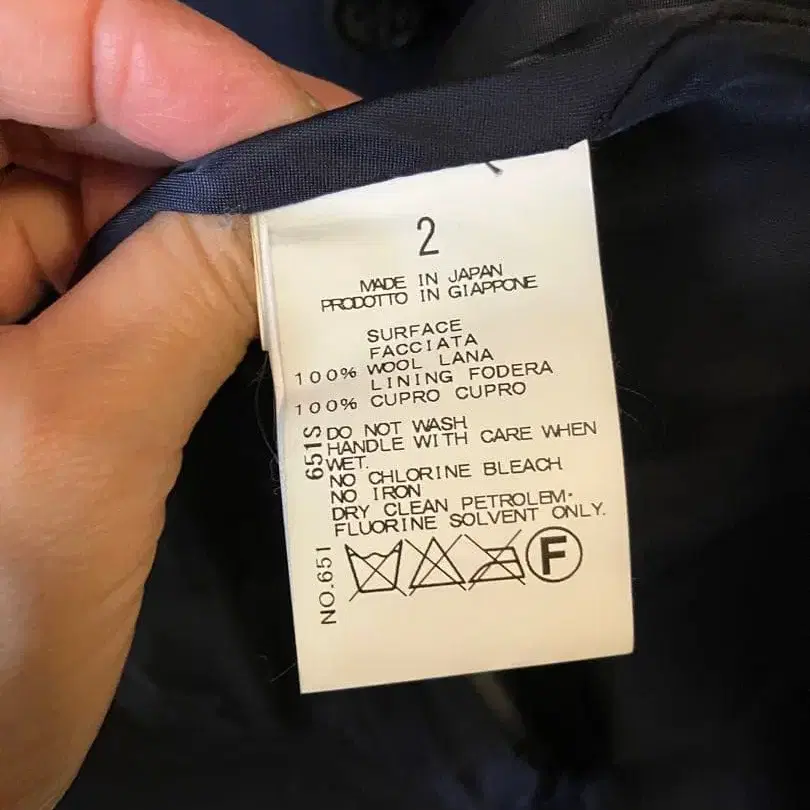 2
MADE IN JAPAN
PRODOTTO IN GIAPPONE
SURFACE
FACCIATA
100% WOOL LANA
LINING FODERA
100% CUPRO CUPRO
651S
DO NOT WASH
HANDLE WITH CARE WHEN
WET.
NO CHLORINE BLEACH
NO IRON
DRY CLEAN PETROLEM·
FLUORINE SOLVENT ONLY.
NO.651
F